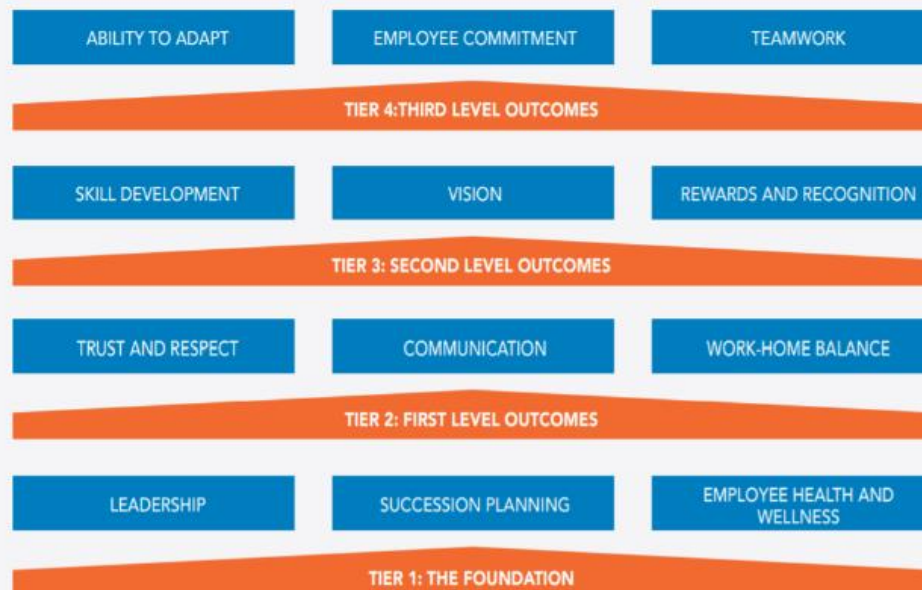 ABILITY TO ADAPT
EMPLOYEE COMMITMENT
TEAMWORK
TIER 4:THIRD LEVEL OUTCOMES
SKILL DEVELOPMENT
VISION
REWARDS AND RECOGNITION
TIER 3: SECOND LEVEL OUTCOMES
TRUST AND RESPECT
COMMUNICATION
WORK-HOME BALANCE
TIER 2: FIRST LEVEL OUTCOMES
LEADERSHIP
SUCCESSION PLANNING
EMPLOYEE HEALTH AND
WELLNESS
TIER 1: THE FOUNDATION